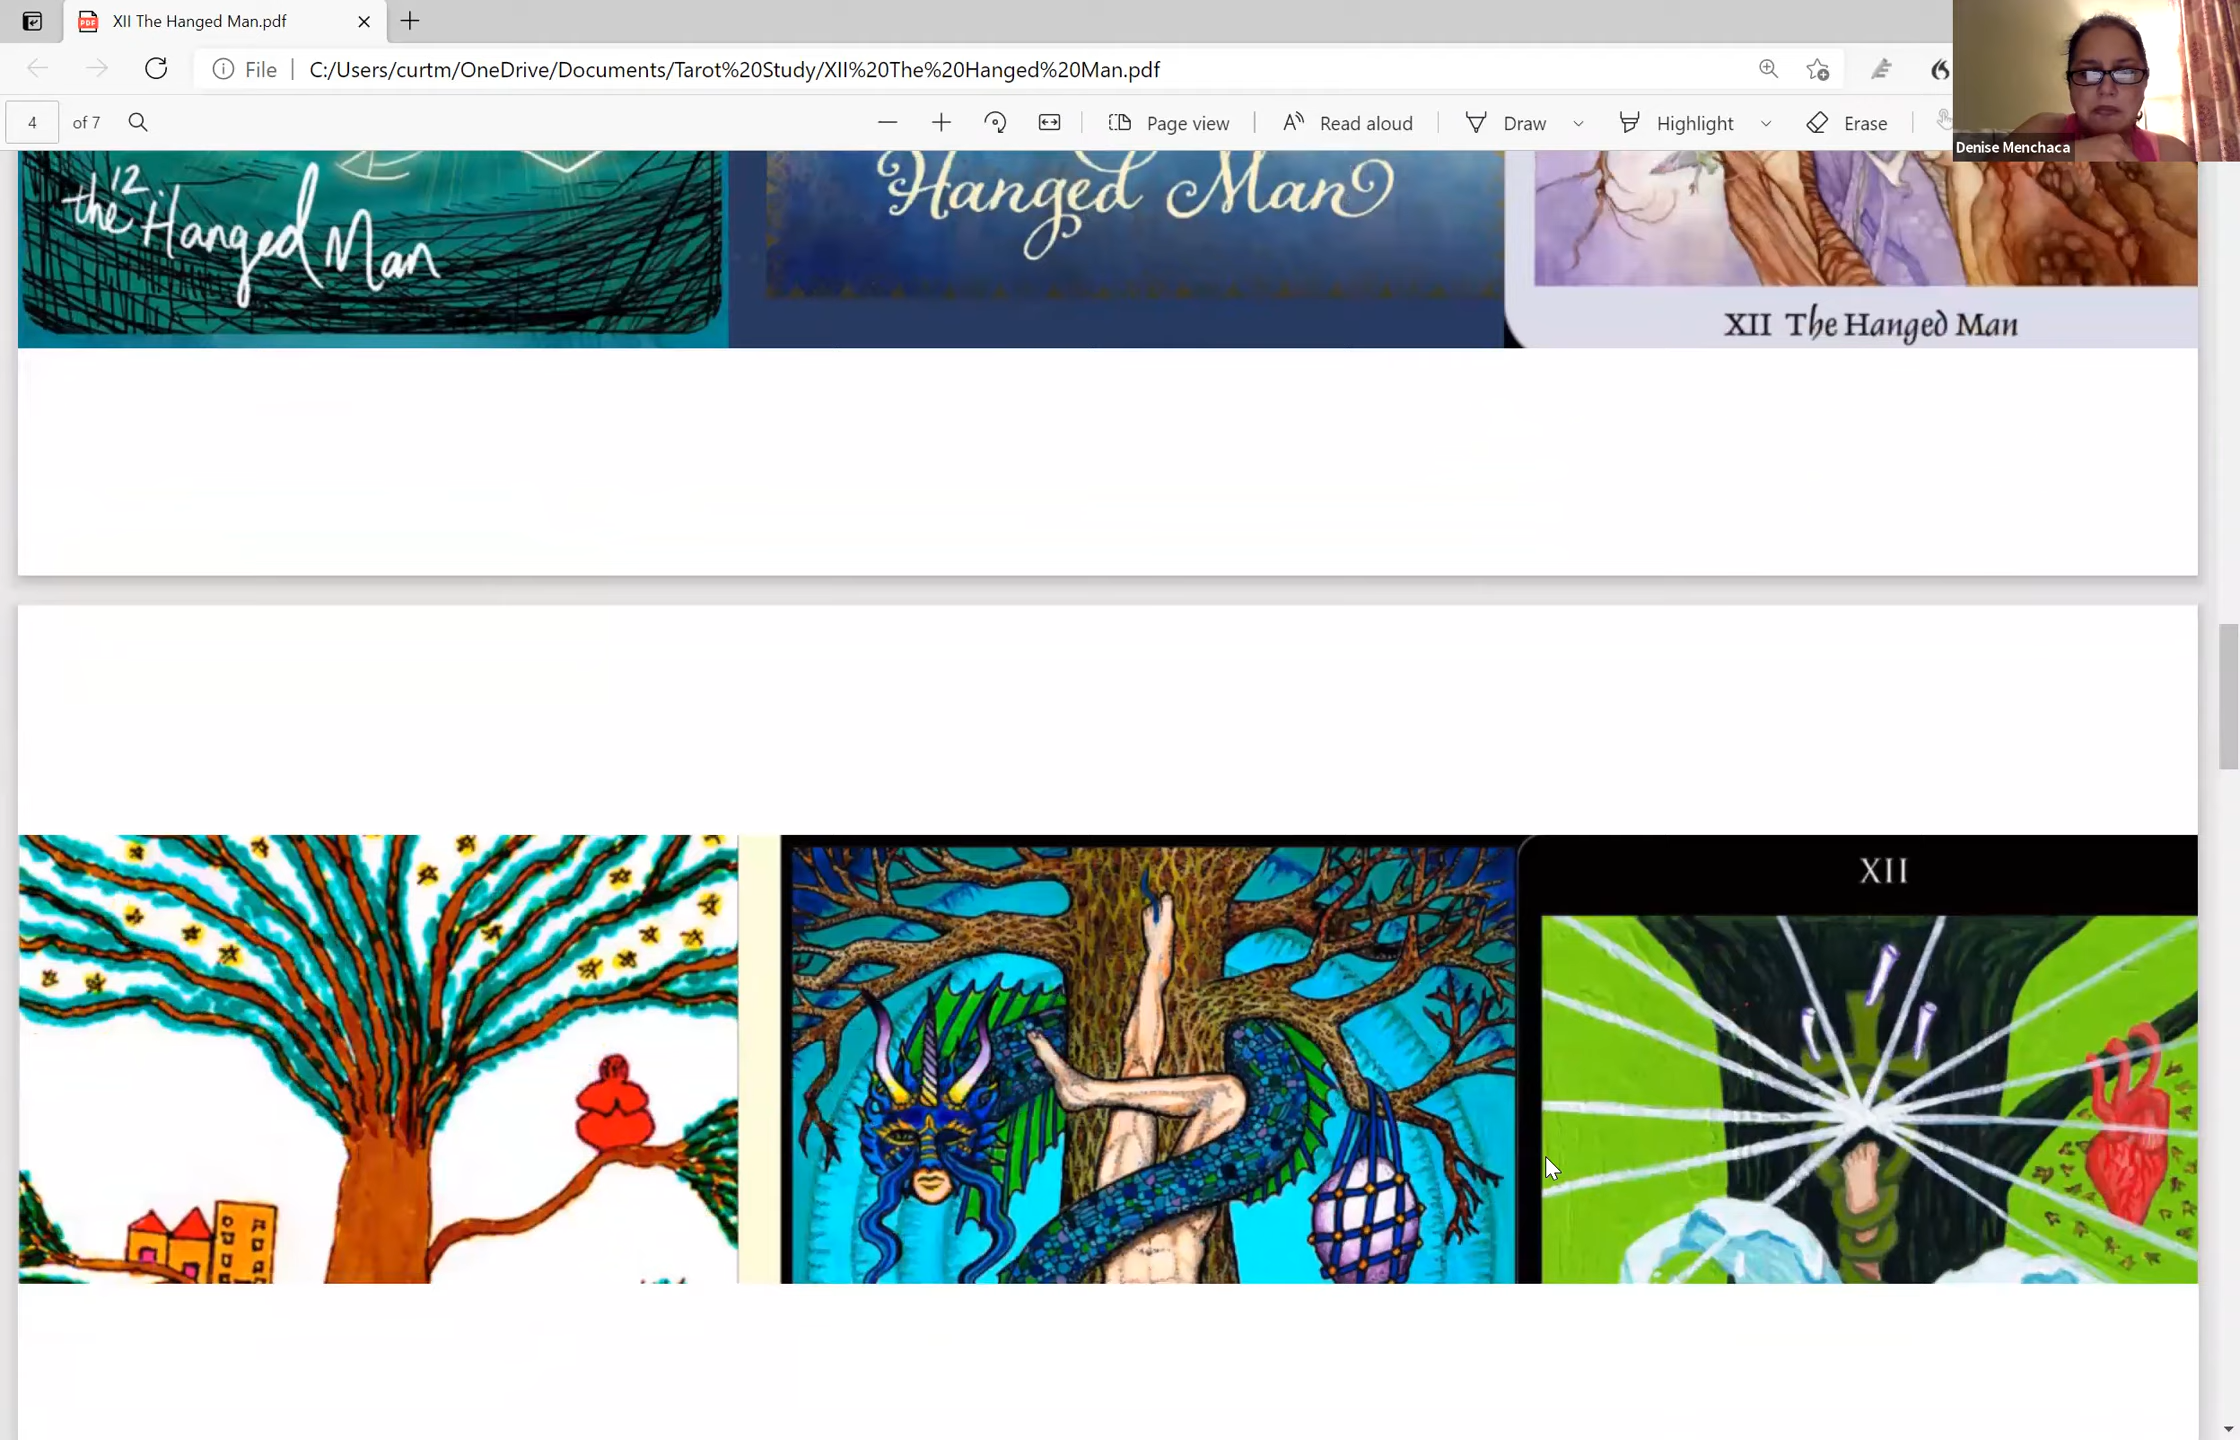 XII The Hanged Man.pdf
File
C:/Users/curtm/OneDrive/Documents/Tarot%20Study/XII%20The%20Hanged%20Man.pdf
4 of 7
Page view
Read aloud
Draw
Highlight
Erase
Denise Menchaca
12.
the Hanged Man
Hanged Man
XII The Hanged Man
XII